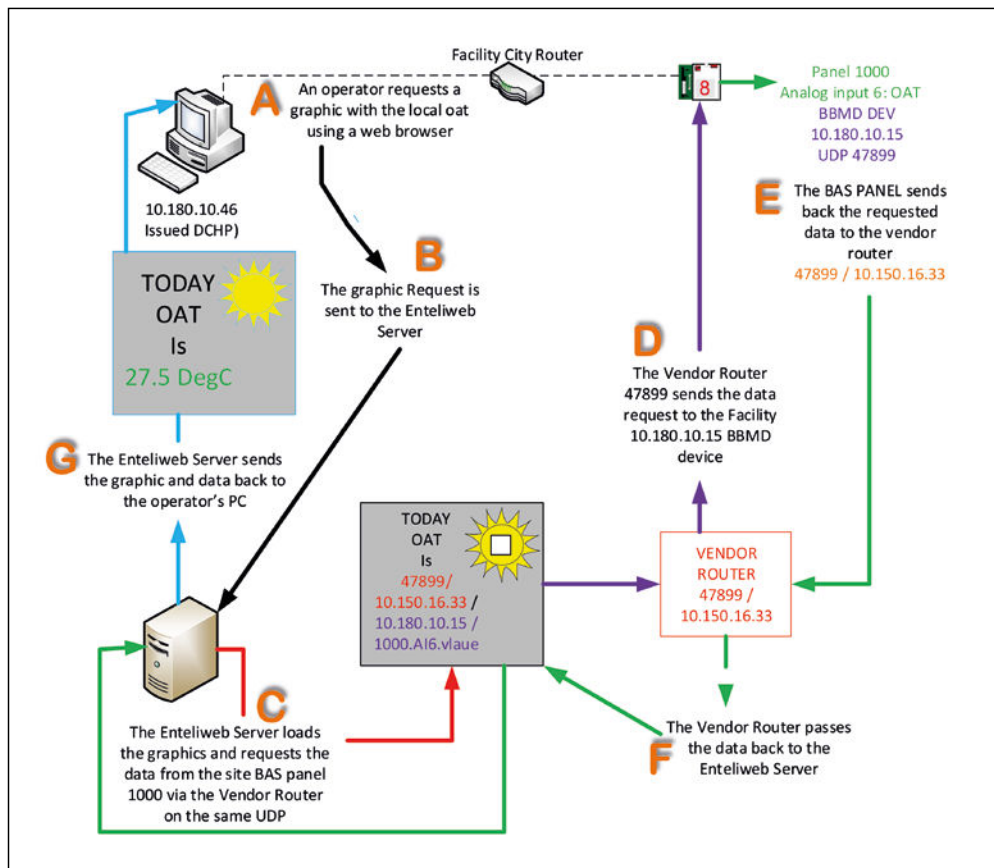 Facility City Router
A
An operator requests a
graphic with the local oat
using a web browser
8
Panel 1000
Analog input 6: OAT
BBMD DEV
10.180.10.15
UDP 47899
10.180.10.46
Issued DCHP)
B
The graphic Request is
sent to the Enteliweb
Server
E
The BAS PANEL sends
back the requested
data to the vendor
router
47899 / 10.150.16.33
TODAY
OAT
Is
27.5 DegC
D
The Vendor Router
47899 sends the data
request to the Facility
10.180.10.15 BBMD
device
G
The Enteliweb Server sends
the graphic and data back to
the operator's PC
TODAY
OAT
Is
47899/
10.150.16.33 /
10.180.10.15 /
1000.AI6.vlaue
VENDOR
ROUTER
47899 /
10.150.16.33
C
The Enteliweb Server loads
the graphics and requests the
data from the site BAS panel
1000 via the Vendor Router
on the same UDP
F
The Vendor Router passes
the data back to the
Enteliweb Server